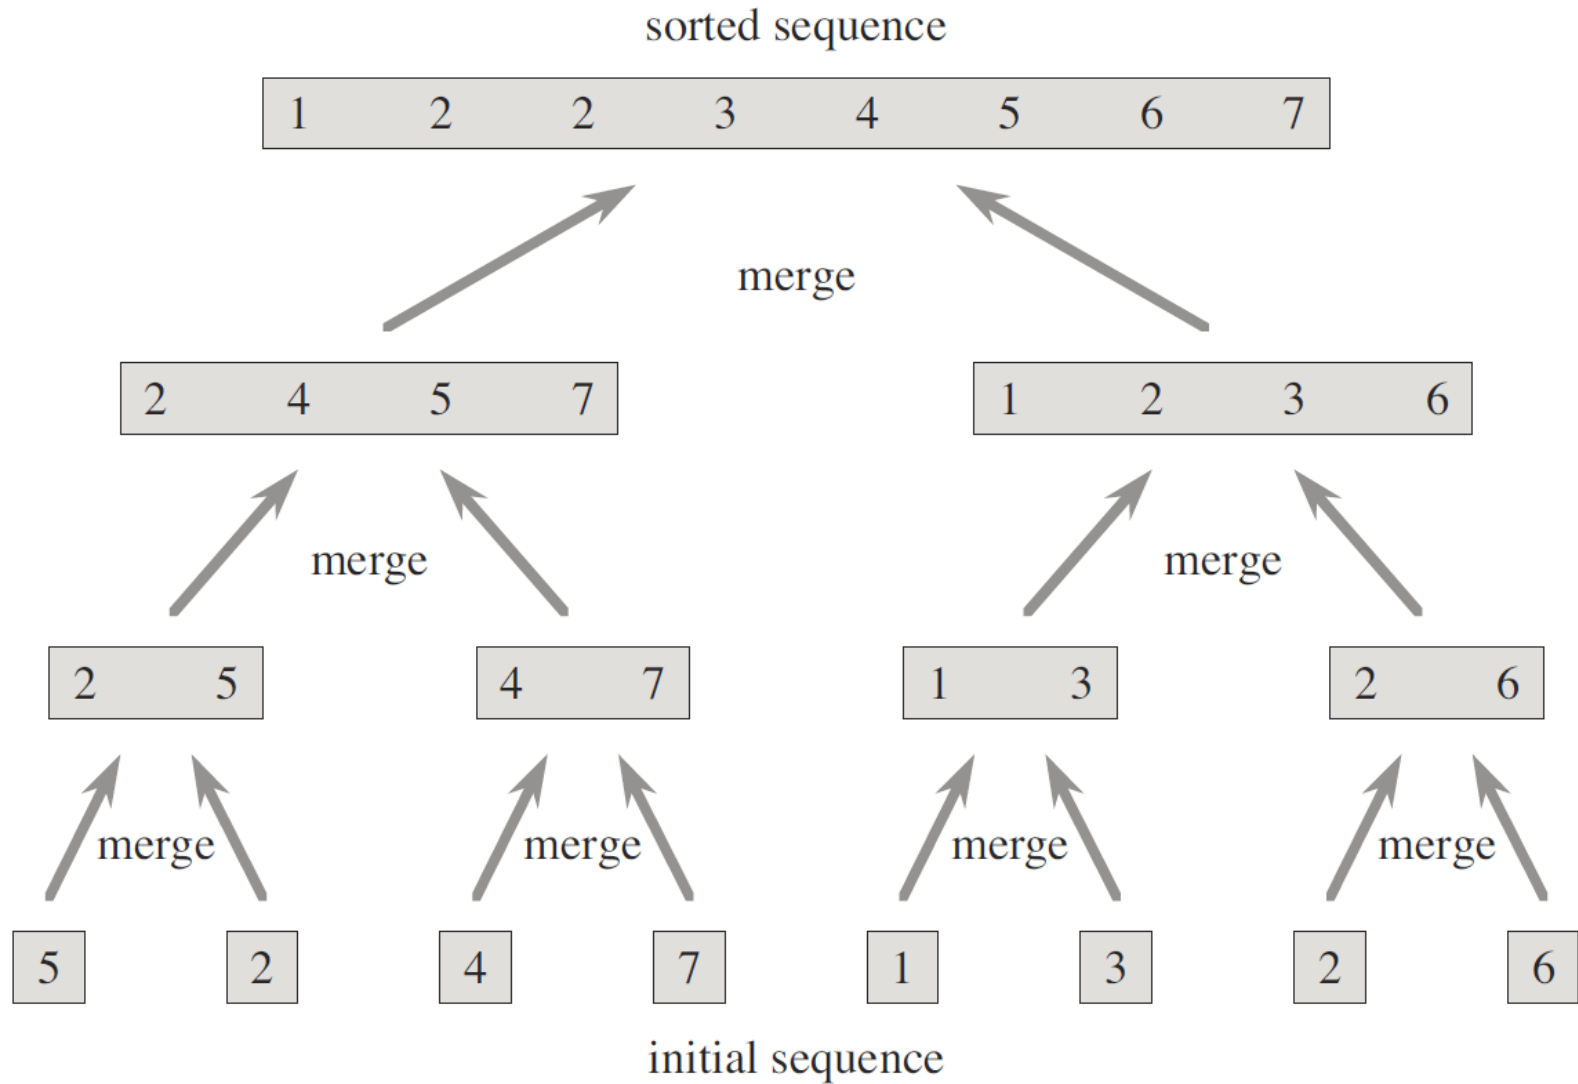 sorted sequence
1 2 2 3 4 5 6 7
merge
2 4 5 7 1 2 3 6
merge merge
2 5 4 7 1 3 2 6
merge merge merge merge
5 2 4 7 1 3 2 6
initial sequence